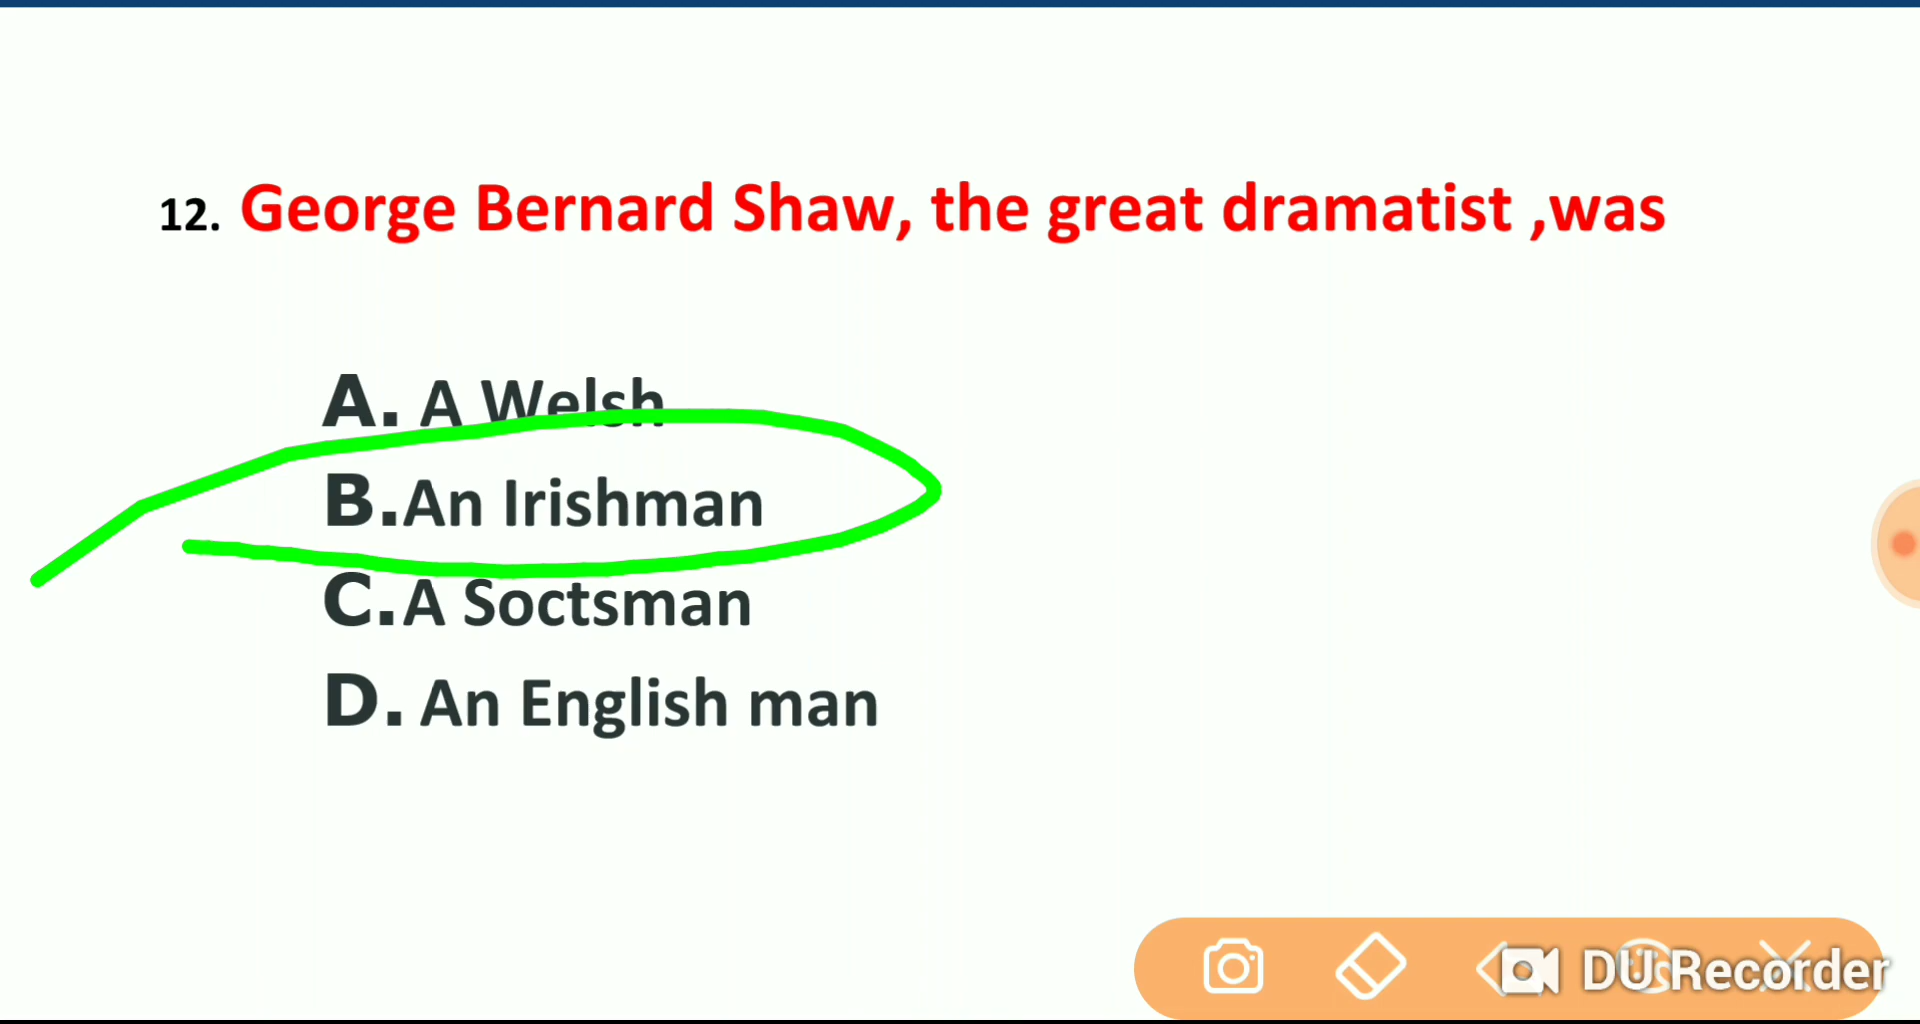 12. George Bernard Shaw, the great dramatist ,was
A. A Welsh
B.An Irishman
C.A Soctsman
D. An English man
DU Recorder